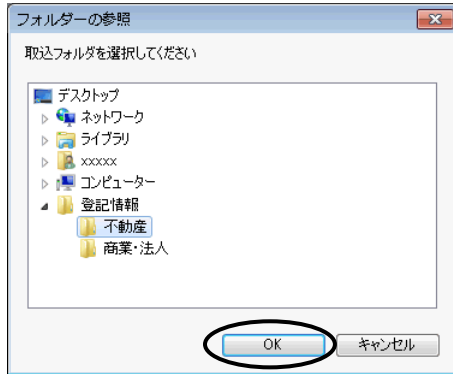 フォルダーの参照
取込フォルダを選択してください
デスクトップ
ネットワーク
ライブラリ
xxxxx
コンピューター
登記情報
不動産
商業・法人
OK キャンセル